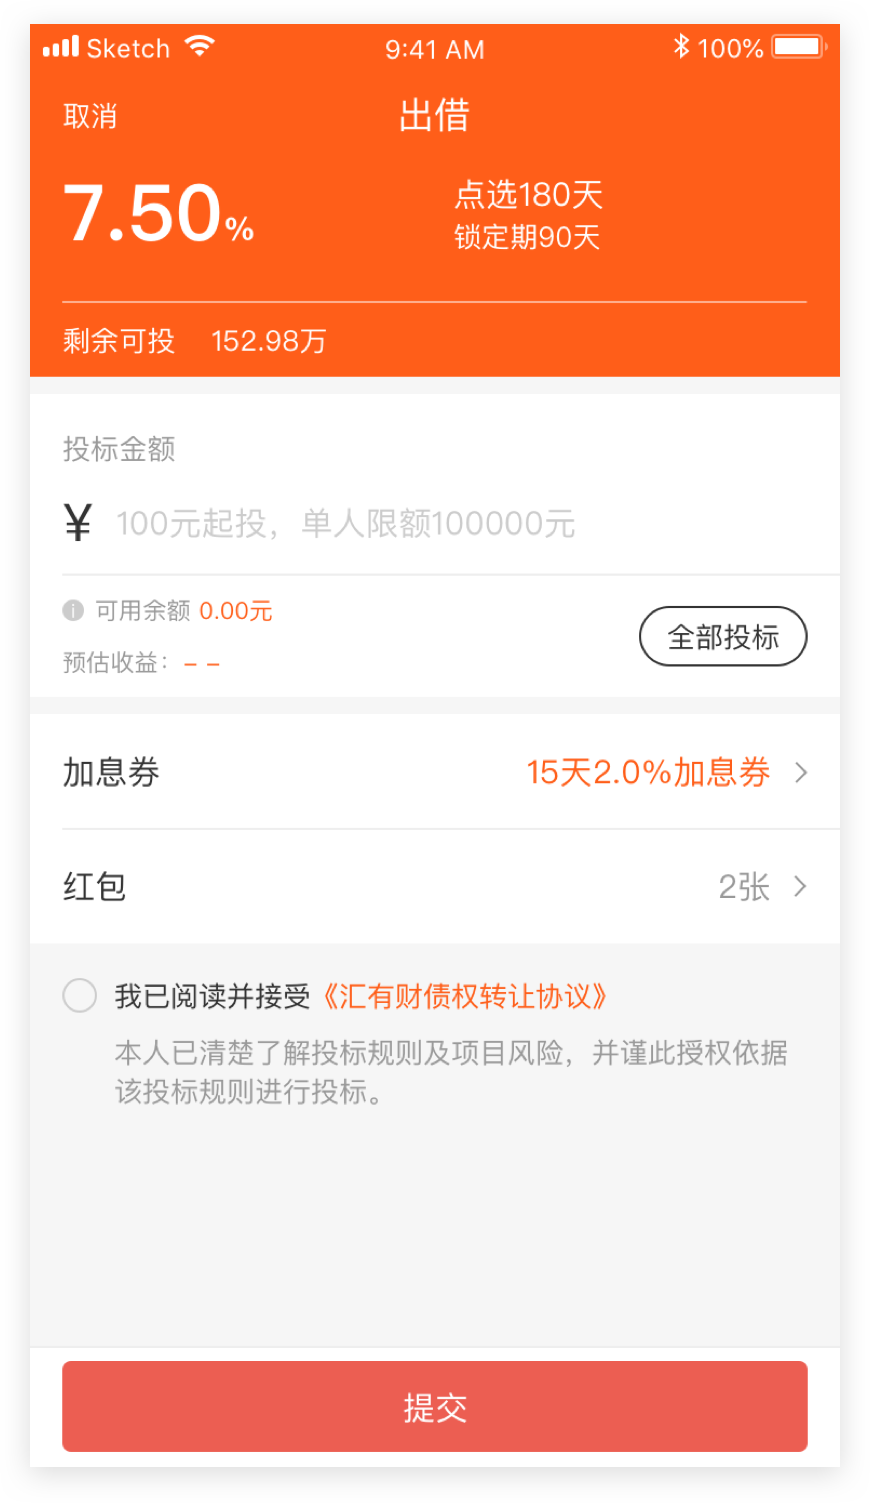 Sketch 9:41 AM 100%
取消 出借
7.50%
点选180天
锁定期90天
剩余可投 152.98万
投标金额
¥ 100元起投，单人限额100000元
可用余额 0.00元
预估收益： – –
全部投标
加息券 15天2.0%加息券
红包 2张
我已阅读并接受《汇有财债权转让协议》
本人已清楚了解投标规则及项目风险，并谨此授权依据
该投标规则进行投标。
提交